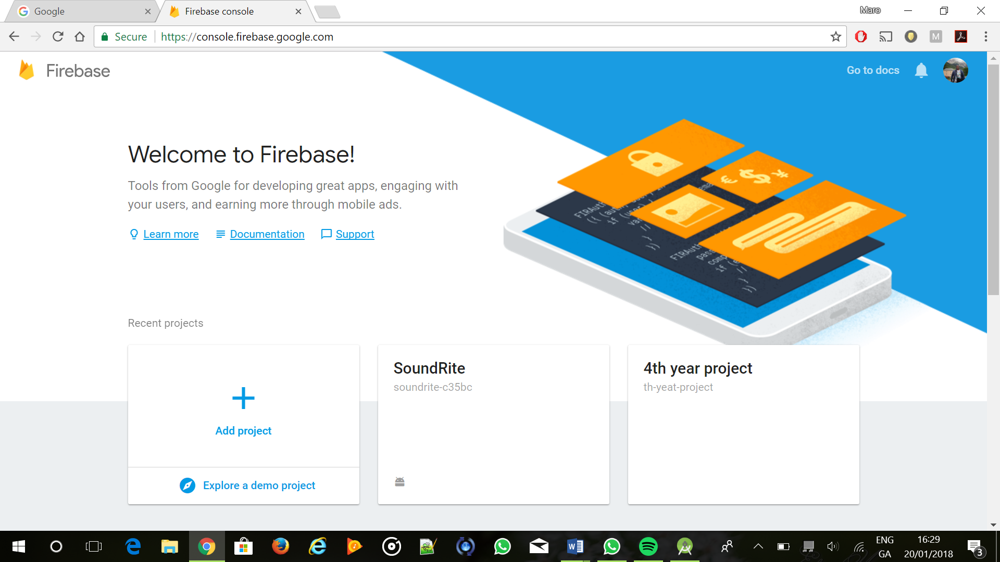 Google
Firebase console
Maro
Secure
https://console.firebase.google.com
M
Firebase
Go to docs
Welcome to Firebase!
Tools from Google for developing great apps, engaging with
your users, and earning more through mobile ads.
Learn more
Documentation
Support
Recent projects
Add project
Explore a demo project
SoundRite
soundrite-c35bc
4th year project
th-yeat-project
ENG
GA
16:29
20/01/2018
3